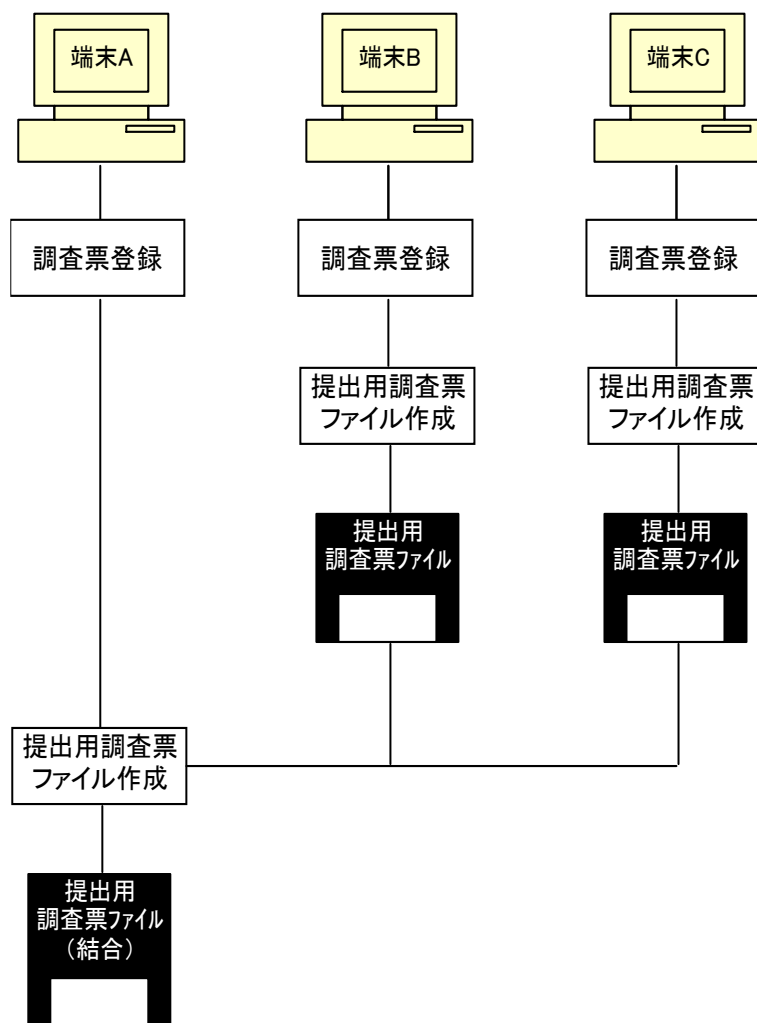 端末A
端末B
端末C
調査票登録
調査票登録
調査票登録
提出用調査票
ファイル作成
提出用調査票
ファイル作成
提出用
調査票ファイル
提出用
調査票ファイル
提出用調査票
ファイル作成
提出用
調査票ファイル
（結合）